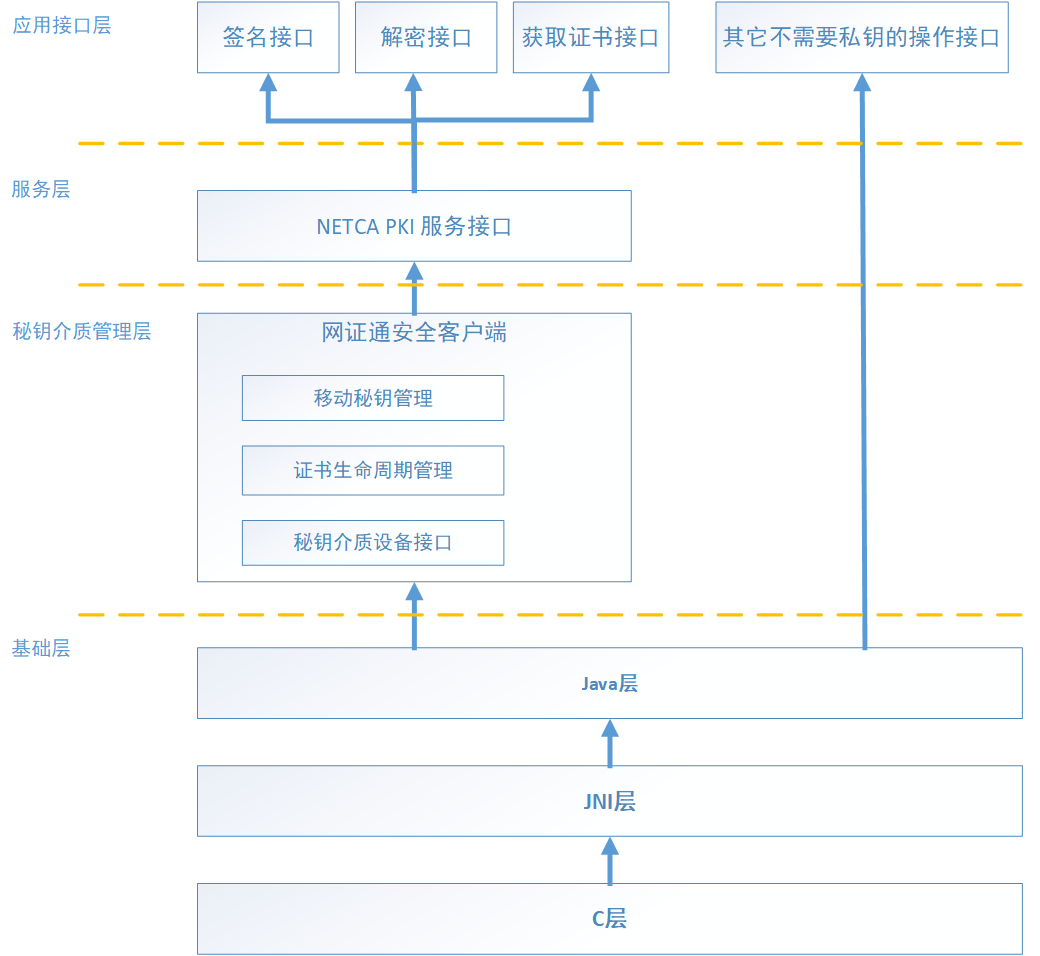 应用接口层
签名接口
解密接口
获取证书接口
其它不需要私钥的操作接口
服务层
NETCA PKI 服务接口
秘钥介质管理层
网证通安全客户端
移动秘钥管理
证书生命周期管理
秘钥介质设备接口
基础层
Java层
JNI层
C层